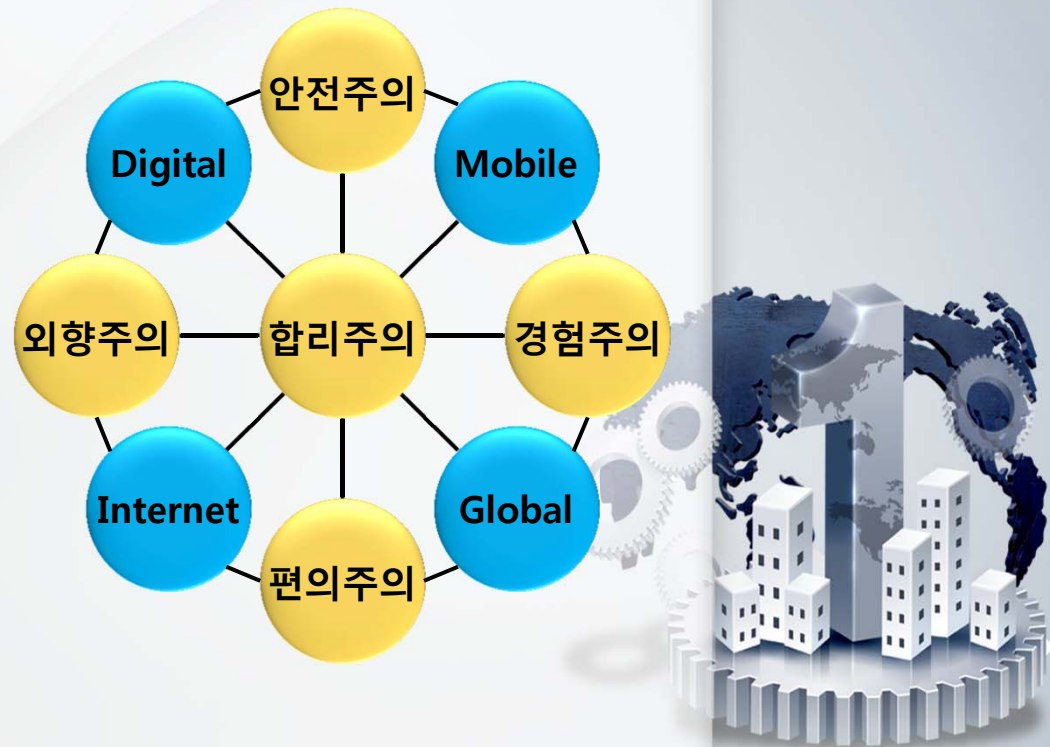 안전주의
Digital
Mobile
외향주의
합리주의
경험주의
Internet
Global
편의주의